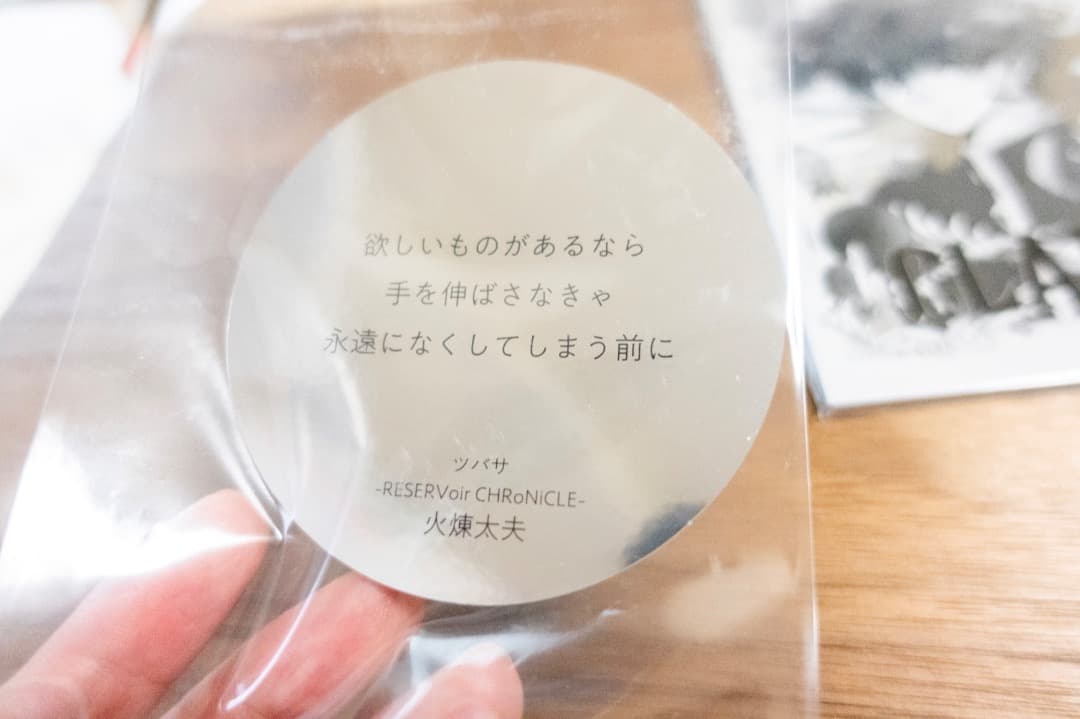 欲しいものがあるなら
手を伸ばさなきゃ
永遠になくしてしまう前に
ツバサ
-RESERVoir CHRoNiCLE-
火煉太夫
CLA